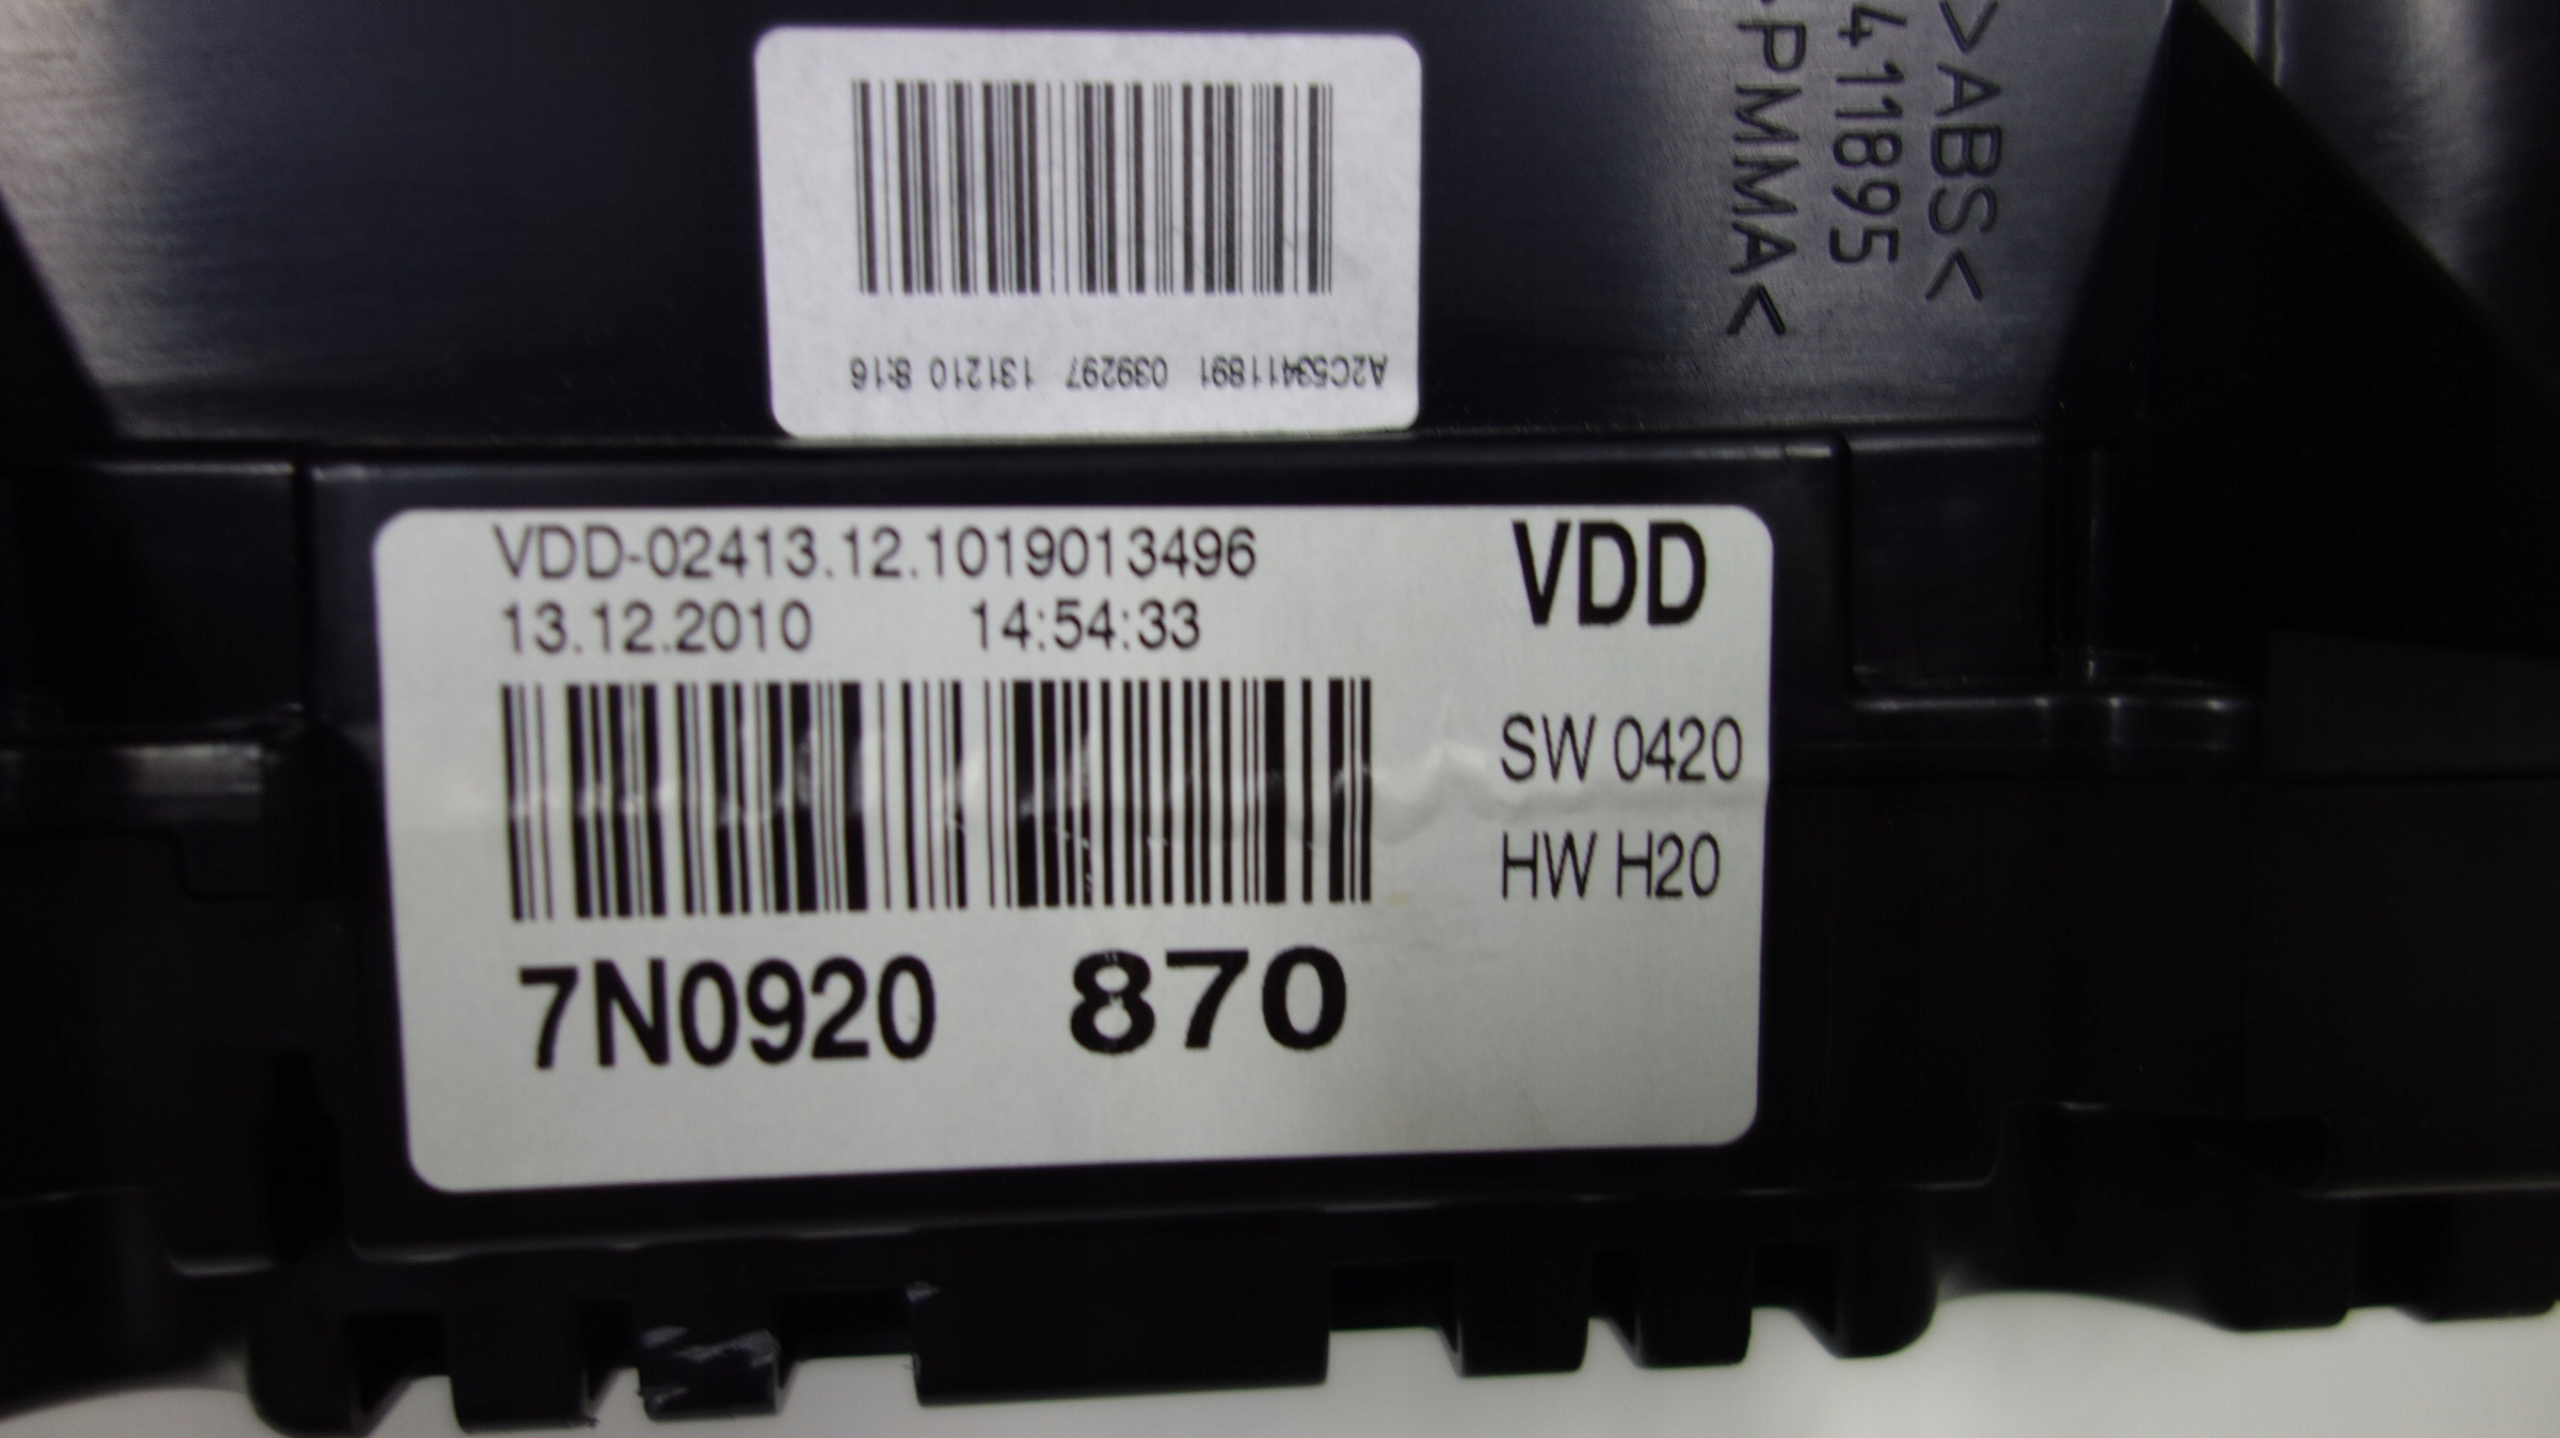 >ABS<
411895
PMMA<
A2C53411891 039297 131210 8:16
VDD-02413.12.1019013496
13.12.2010 14:54:33
VDD
SW 0420
HW H20
7N0920 870